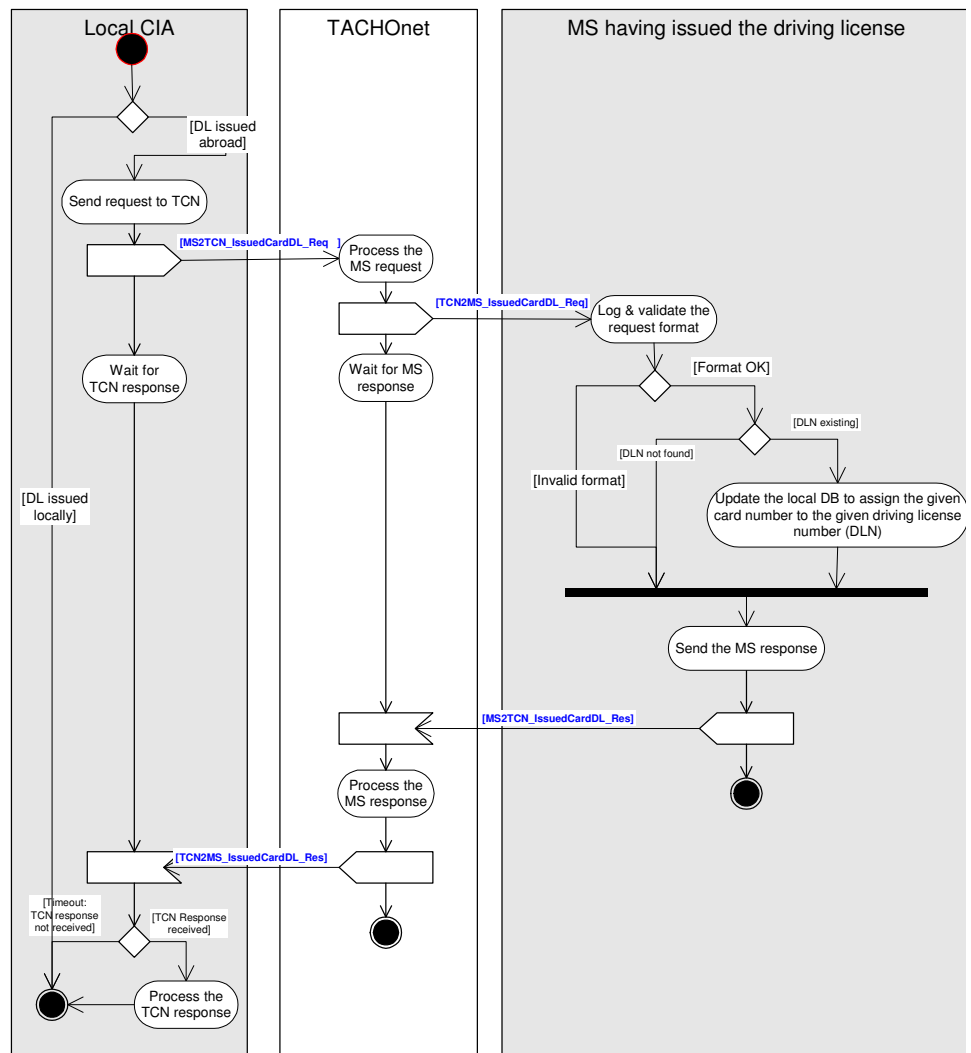 Local CIA
TACHOnet
MS having issued the driving license
[DL issued
abroad]
Send request to TCN
[MS2TCN_IssuedCardDL_Req ]
Process the
MS request
[TCN2MS_IssuedCardDL_Req]
Log & validate the
request format
Wait for
TCN response
Wait for MS
response
[Format OK]
[DLN existing]
[DLN not found]
[Invalid format]
[DL issued
locally]
Update the local DB to assign the given
card number to the given driving license
number (DLN)
Send the MS response
[MS2TCN_IssuedCardDL_Res]
Process the
MS response
[TCN2MS_IssuedCardDL_Res]
[Timeout:
TCN response
not received]
[TCN Response
received]
Process the
TCN response